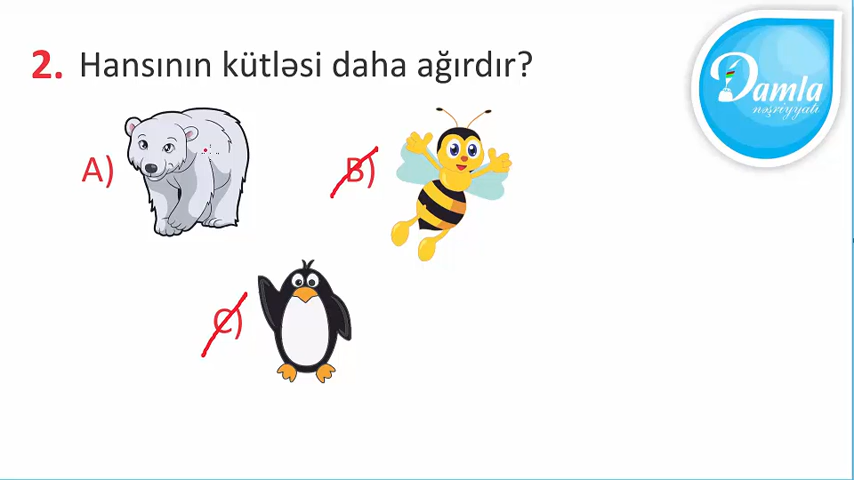 2. Hansının kütləsi daha ağırdır?
Damla
nəşriyyatı
A)
B)
C)